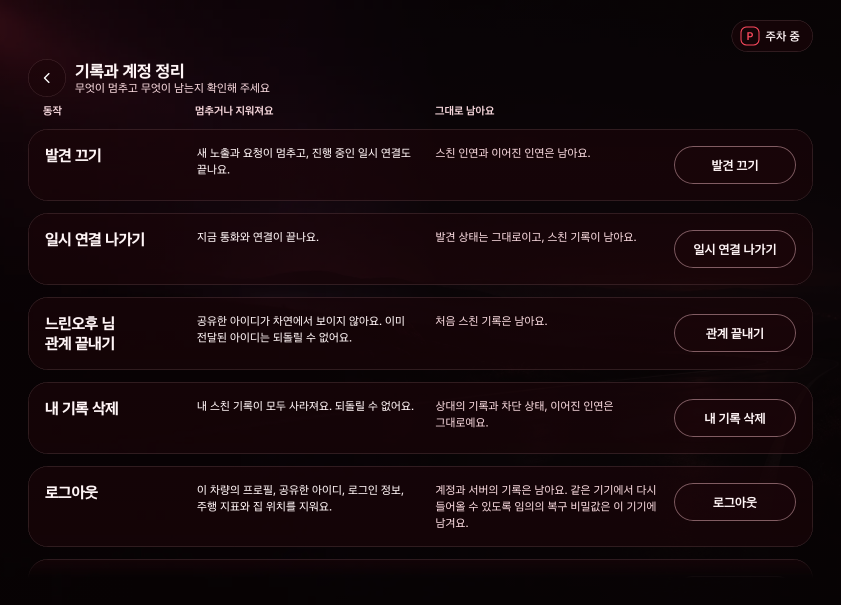 P 주차 중
기록과 계정 정리
무엇이 멈추고 무엇이 남는지 확인해 주세요
동작 멈추거나 지워져요 그대로 남아요
발견 끄기
새 노출과 요청이 멈추고, 진행 중인 일시 연결도
끝나요.
스친 인연과 이어진 인연은 남아요.
발견 끄기
일시 연결 나가기
지금 통화와 연결이 끝나요.
발견 상태는 그대로이고, 스친 기록이 남아요.
일시 연결 나가기
느린오후 님
관계 끝내기
공유한 아이디가 차연에서 보이지 않아요. 이미
전달된 아이디는 되돌릴 수 없어요.
처음 스친 기록은 남아요.
관계 끝내기
내 기록 삭제
내 스친 기록이 모두 사라져요. 되돌릴 수 없어요.
상대의 기록과 차단 상태, 이어진 인연은
그대로예요.
내 기록 삭제
로그아웃
이 차량의 프로필, 공유한 아이디, 로그인 정보,
주행 지표와 집 위치를 지워요.
계정과 서버의 기록은 남아요. 같은 기기에서 다시
들어올 수 있도록 임의의 복구 비밀값은 이 기기에
남겨요.
로그아웃